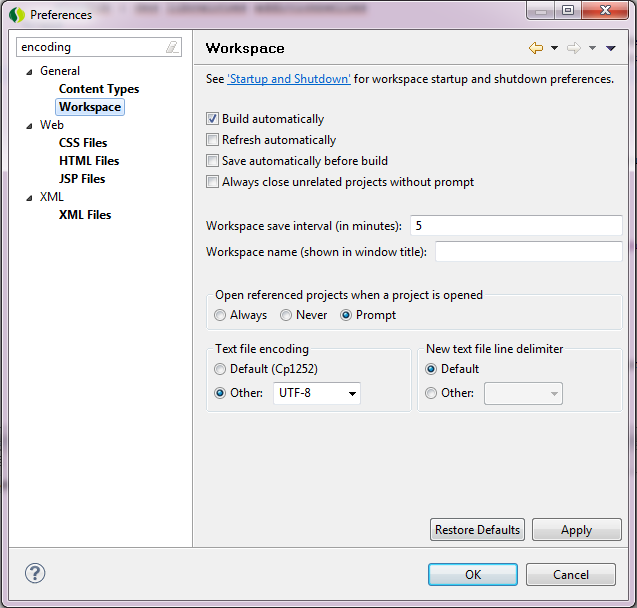 Preferences
encoding
General
Content Types
Workspace
Web
CSS Files
HTML Files
JSP Files
XML
XML Files
Workspace
See 'Startup and Shutdown' for workspace startup and shutdown preferences.
Build automatically
Refresh automatically
Save automatically before build
Always close unrelated projects without prompt
Workspace save interval (in minutes): 5
Workspace name (shown in window title):
Open referenced projects when a project is opened
Always Never Prompt
Text file encoding
Default (Cp1252)
Other: UTF-8
New text file line delimiter
Default
Other:
Restore Defaults Apply
? OK Cancel